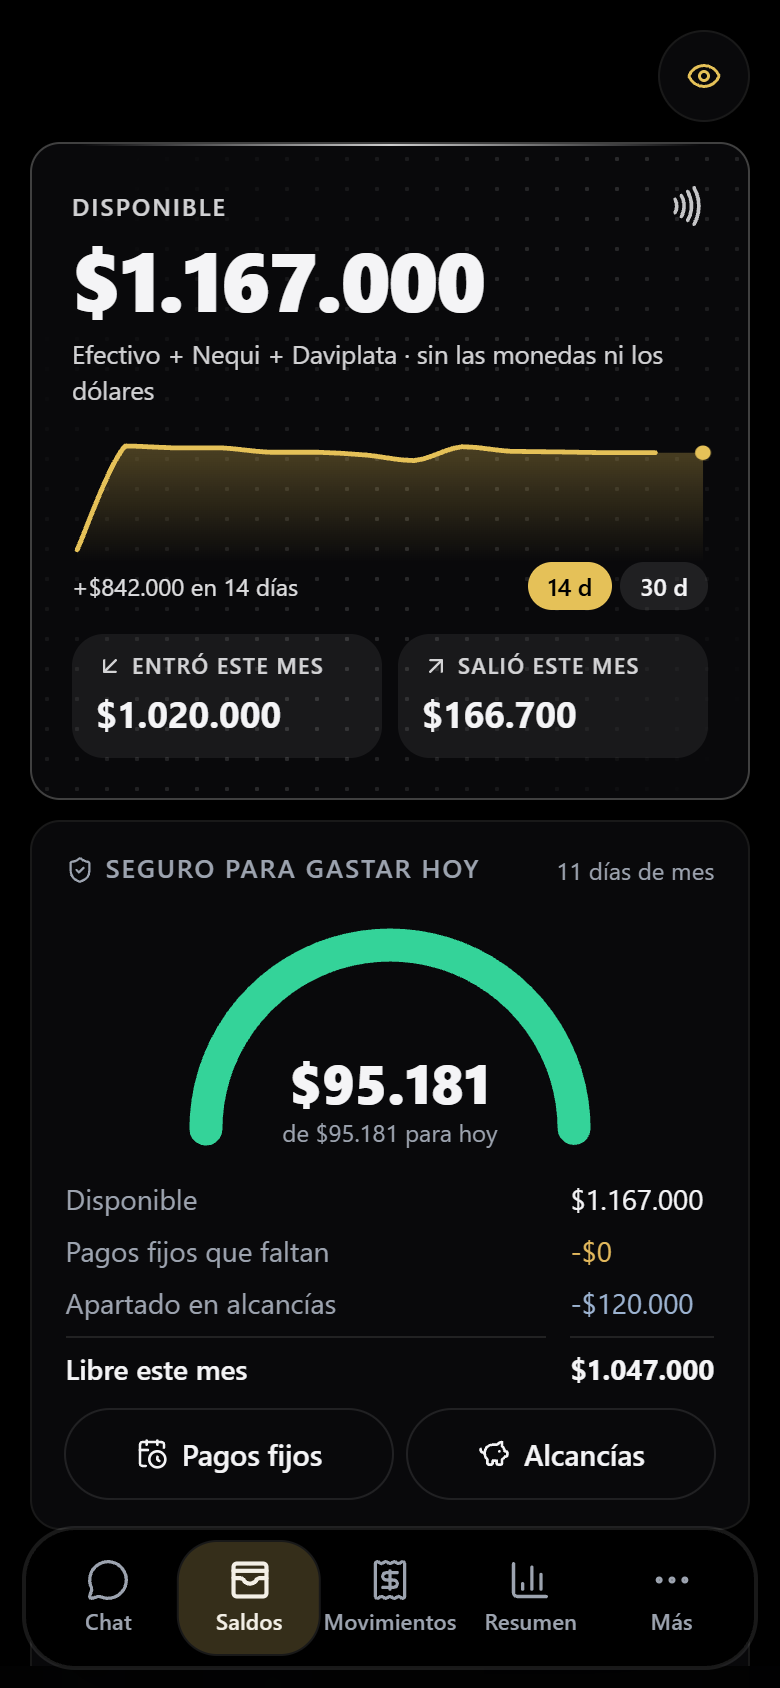 DISPONIBLE
$1.167.000
Efectivo + Nequi + Daviplata · sin las monedas ni los
dólares
+$842.000 en 14 días
14 d
30 d
ENTRÓ ESTE MES
$1.020.000
SALIÓ ESTE MES
$166.700
SEGURO PARA GASTAR HOY
11 días de mes
$95.181
de $95.181 para hoy
Disponible $1.167.000
Pagos fijos que faltan -$0
Apartado en alcancías -$120.000
Libre este mes $1.047.000
Pagos fijos
Alcancías
Chat
Saldos
Movimientos
Resumen
Más